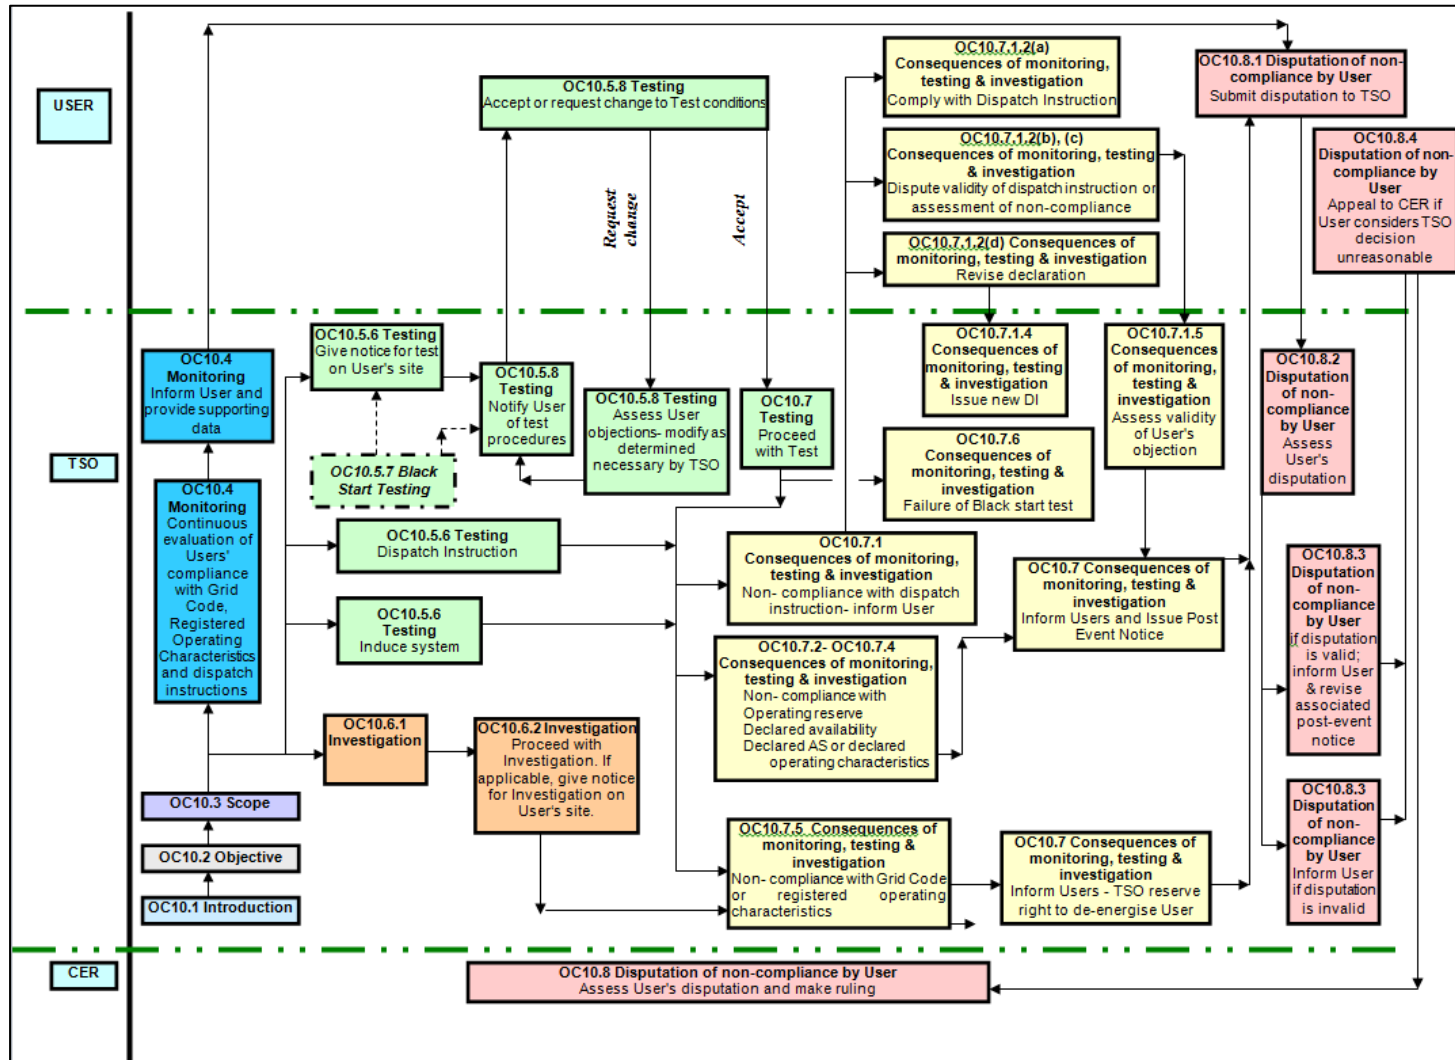 USER
TSO
CER
OC10.4
Monitoring
Inform User and
provide supporting
data
OC10.4
Monitoring
Continuous
evaluation of
Users'
compliance
with Grid
Code,
Registered
Operating
Characteristics
and dispatch
instructions
OC10.3 Scope
OC10.2 Objective
OC10.1 Introduction
OC10.5.6 Testing
Give notice for test
on User's site
OC10.5.7 Black
Start Testing
OC10.5.6 Testing
Dispatch Instruction
OC10.5.6
Testing
Induce system
OC10.6.1
Investigation
OC10.6.2 Investigation
Proceed with
Investigation. If
applicable, give notice
for Investigation on
User's site.
OC10.5.8 Testing
Accept or request change to Test conditions
Request
change
Accept
OC10.5.8
Testing
Notify User
of test
procedures
OC10.5.8 Testing
Assess User
objections- modify as
determined
necessary by TSO
OC10.7
Testing
Proceed
with Test
OC10.7.1.2(a)
Consequences of monitoring,
testing & investigation
Comply with Dispatch Instruction
OC10.7.1.2(b), (c)
Consequences of monitoring, testing
& investigation
Dispute validity of dispatch instruction or
assessment of non-compliance
OC10.7.1.2(d) Consequences of
monitoring, testing & investigation
Revise declaration
OC10.7.1.4
Consequences of
monitoring, testing
& investigation
Issue new DI
OC10.7.1.5
Consequences of
monitoring, testing
& investigation
Assess validity
of User's
objection
OC10.7.6
Consequences of
monitoring, testing &
investigation
Failure of Black start test
OC10.7.1
Consequences of monitoring,
testing & investigation
Non- compliance with dispatch
instruction- inform User
OC10.7.2- OC10.7.4
Consequences of monitoring,
testing & investigation
Non- compliance with
Operating reserve
Declared availability
Declared AS or declared
operating characteristics
OC10.7 Consequences of
monitoring, testing &
investigation
Inform Users and Issue Post
Event Notice
OC10.7.5 Consequences of
monitoring, testing &
investigation
Non- compliance with Grid Code
or registered operating
characteristics
OC10.7 Consequences of
monitoring, testing &
investigation
Inform Users - TSO reserve
right to de-energise User
OC10.8.1 Disputation of non-
compliance by User
Submit disputation to TSO
OC10.8.4
Disputation of non-
compliance by
User
Appeal to CER if
User considers TSO
decision
unreasonable
OC10.8.2
Disputation
of non-
compliance
by User
Assess
User's
disputation
OC10.8.3
Disputation
of non-
compliance
by User
if disputation
is valid;
inform User
& revise
associated
post-event
notice
OC10.8.3
Disputation
of non-
compliance
by User
Inform User
if disputation
is invalid
OC10.8 Disputation of non-compliance by User
Assess User's disputation and make ruling